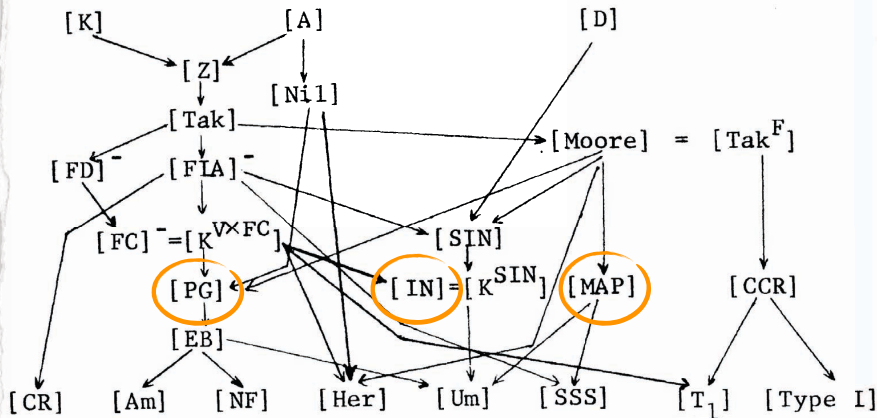 [K] [A] [D]
[Z]
[Nil]
[Tak]
[Moore] = [Tak^F]
[FD]^- [FIA]^-
[FC]^- = [K^V×FC] [SIN]
[PG] [IN] = [K^SIN] [MAP] [CCR]
[EB]
[CR] [Am] [NF] [Her] [Um] [SSS] [T_1] [Type I]